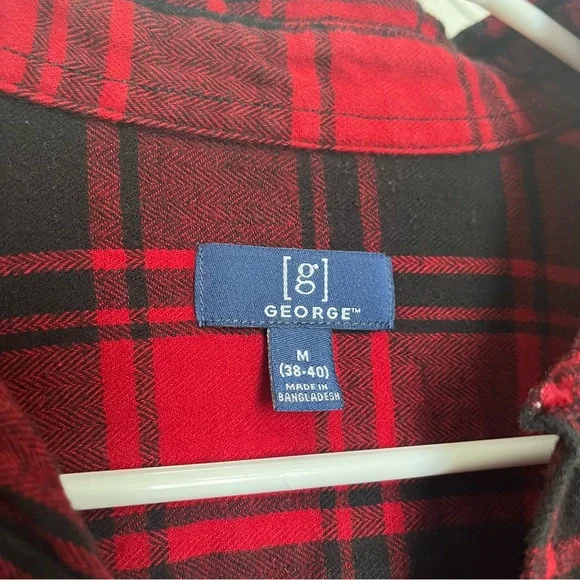 [g]
GEORGE™
M
(38-40)
MADE IN
BANGLADESH